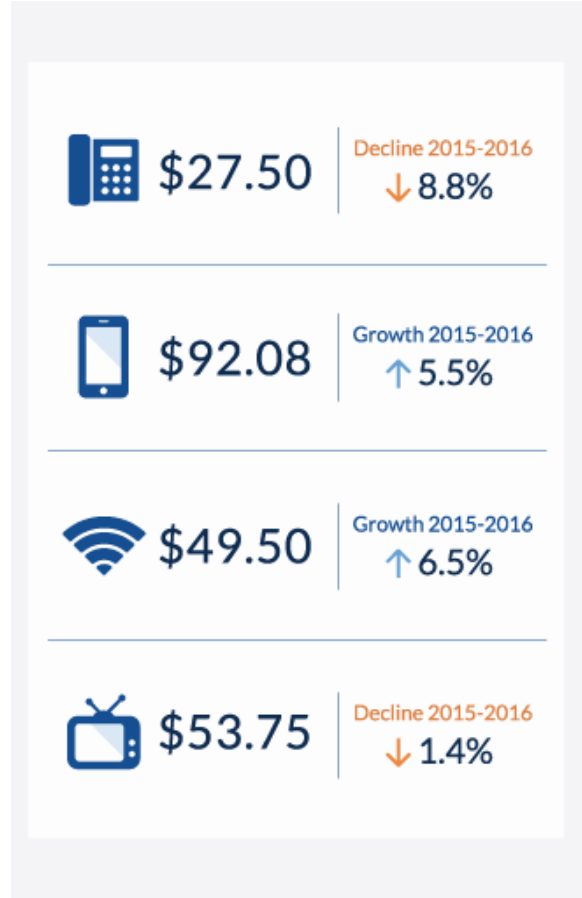 $27.50
Decline 2015-2016
↓ 8.8%
$92.08
Growth 2015-2016
↑ 5.5%
$49.50
Growth 2015-2016
↑ 6.5%
$53.75
Decline 2015-2016
↓ 1.4%